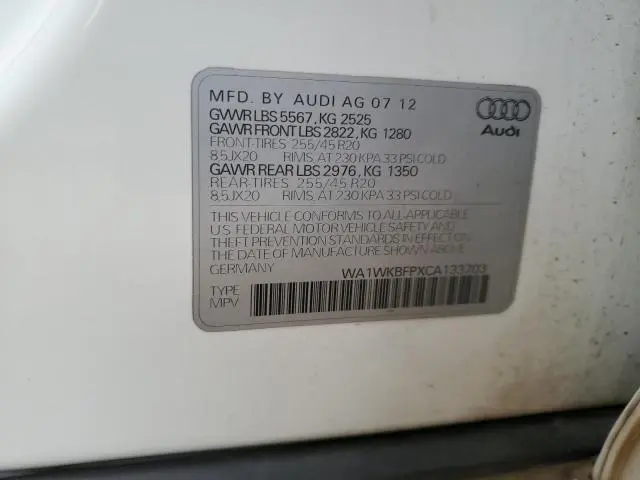 MFD. BY AUDI AG 07 12
GVWR LBS 5567, KG 2525
GAWR FRONT LBS 2822, KG 1280
FRONT-TIRES 255/45 R20
8.5JX20 RIMS, AT 230 KPA 33 PSI COLD
GAWR REAR LBS 2976, KG 1350
REAR-TIRES 255/45 R20
8.5JX20 RIMS, AT 230 KPA 33 PSI COLD
THIS VEHICLE CONFORMS TO ALL APPLICABLE
U S FEDERAL MOTOR VEHICLE SAFETY AND
THEFT PREVENTION STANDARDS IN EFFECT ON
THE DATE OF MANUFACTURE SHOWN ABOVE
GERMANY WA1WKBFPXCA133703
TYPE
MPV
Audi